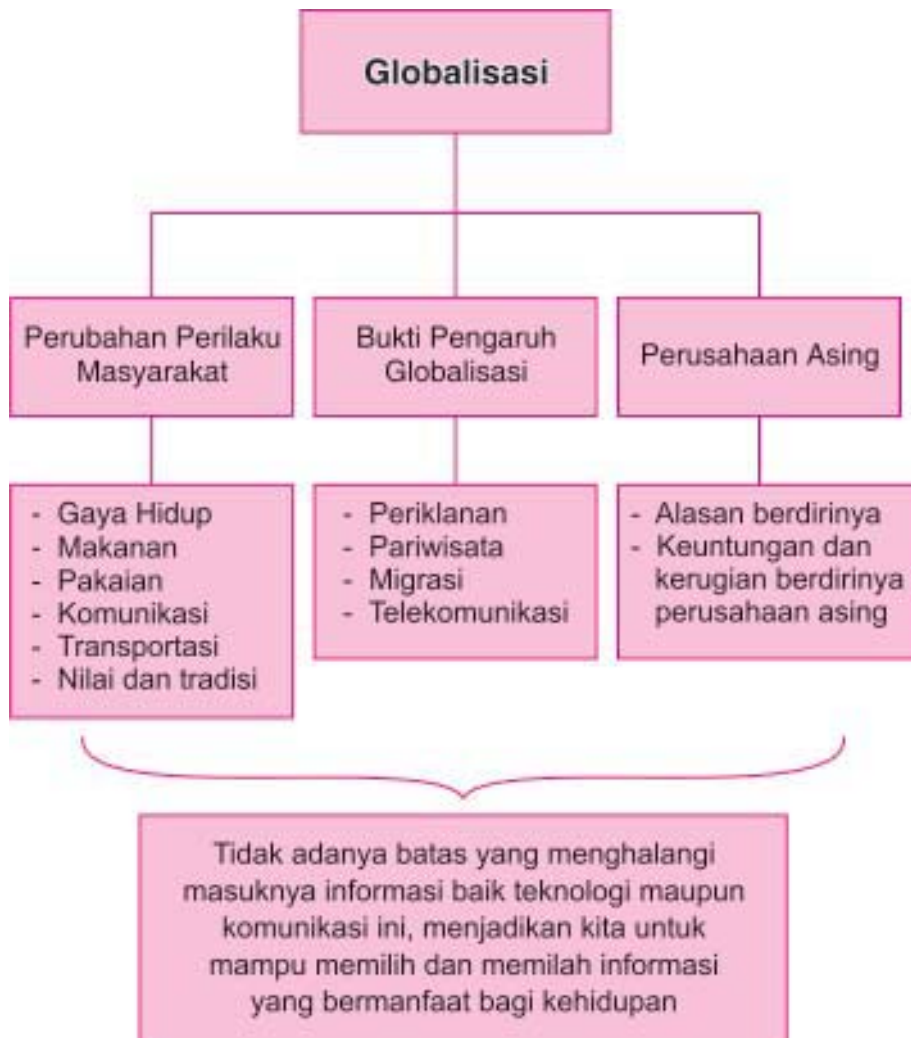 Globalisasi
Perubahan Perilaku
Masyarakat
Bukti Pengaruh
Globalisasi
Perusahaan Asing
- Gaya Hidup
- Makanan
- Pakaian
- Komunikasi
- Transportasi
- Nilai dan tradisi
- Periklanan
- Pariwisata
- Migrasi
- Telekomunikasi
- Alasan berdirinya
- Keuntungan dan
kerugian berdirinya
perusahaan asing
Tidak adanya batas yang menghalangi
masuknya informasi baik teknologi maupun
komunikasi ini, menjadikan kita untuk
mampu memilih dan memilah informasi
yang bermanfaat bagi kehidupan